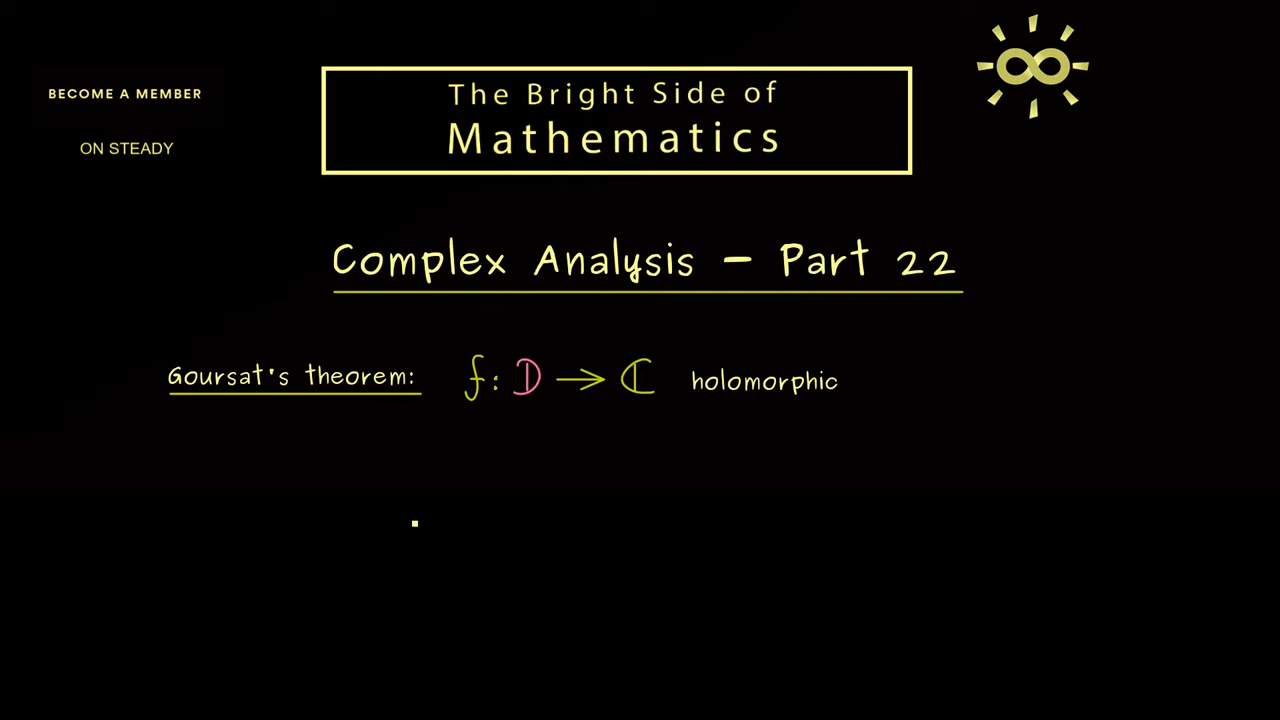 BECOME A MEMBER
ON STEADY
The Bright Side of
Mathematics
Complex Analysis – Part 22
Goursat's theorem: f: D → ℂ holomorphic